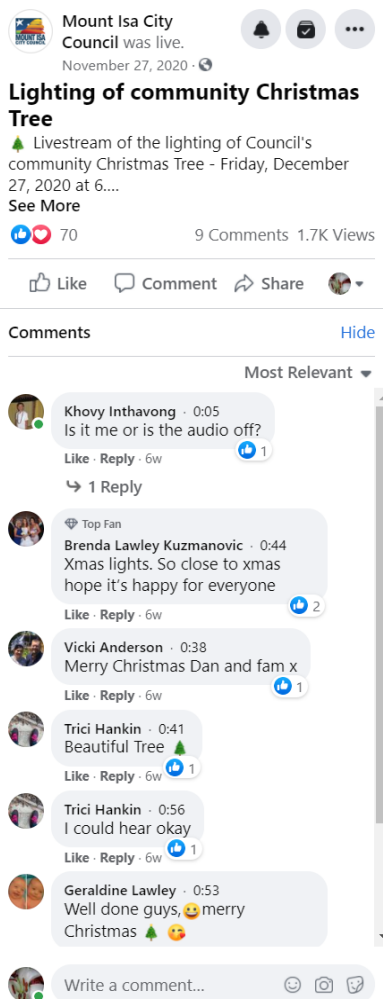 MOUNT ISA
CITY COUNCIL
Mount Isa City
Council was live.
November 27, 2020 ·
Lighting of community Christmas
Tree
🎄 Livestream of the lighting of Council's
community Christmas Tree - Friday, December
27, 2020 at 6....
See More
70 9 Comments 1.7K Views
Like Comment Share
Comments Hide
Most Relevant
Khovy Inthavong · 0:05
Is it me or is the audio off?
1
Like · Reply · 6w
1 Reply
Top Fan
Brenda Lawley Kuzmanovic · 0:44
Xmas lights. So close to xmas
hope it's happy for everyone
2
Like · Reply · 6w
Vicki Anderson · 0:38
Merry Christmas Dan and fam x
1
Like · Reply · 6w
Trici Hankin · 0:41
Beautiful Tree 🎄
1
Like · Reply · 6w
Trici Hankin · 0:56
I could hear okay
1
Like · Reply · 6w
Geraldine Lawley · 0:53
Well done guys,😀merry
Christmas 🎄 😘
Write a comment...